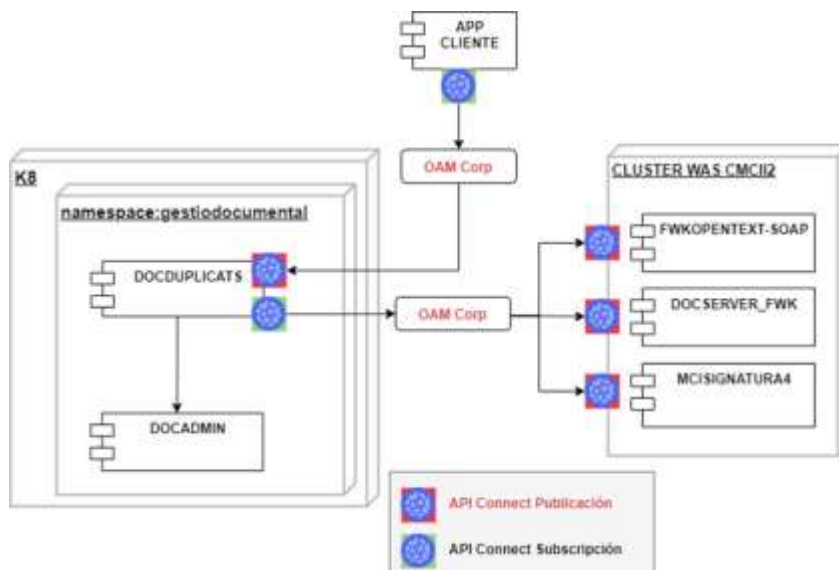 APP
CLIENTE
OAM Corp
K8
namespace:gestiodocumental
DOCDUPLICATS
DOCADMIN
OAM Corp
CLUSTER WAS CMCII2
FWKOPENTEXT-SOAP
DOCSERVER_FWK
MCISIGNATURA4
API Connect Publicación
API Connect Subscripción